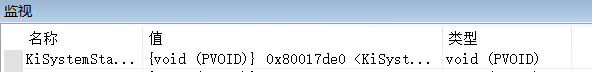 监视
名称 值 类型
KiSystemSta... {void (PVOID)} 0x80017de0 <KiSyst... void (PVOID)